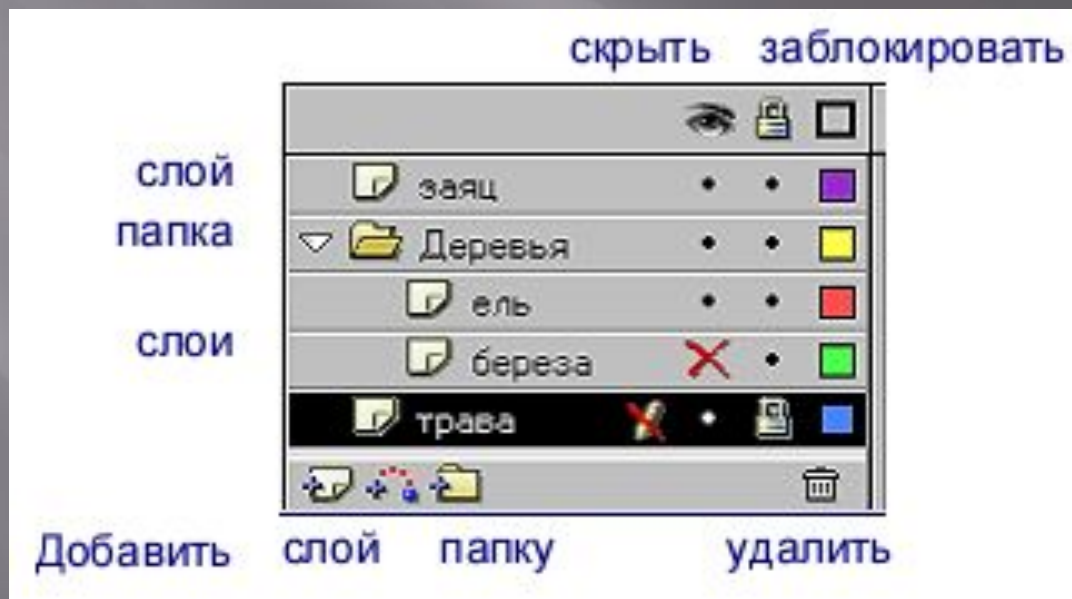 скрыть заблокировать
слой заяц
папка Деревья
ель
слои
береза
трава
Добавить слой папку удалить